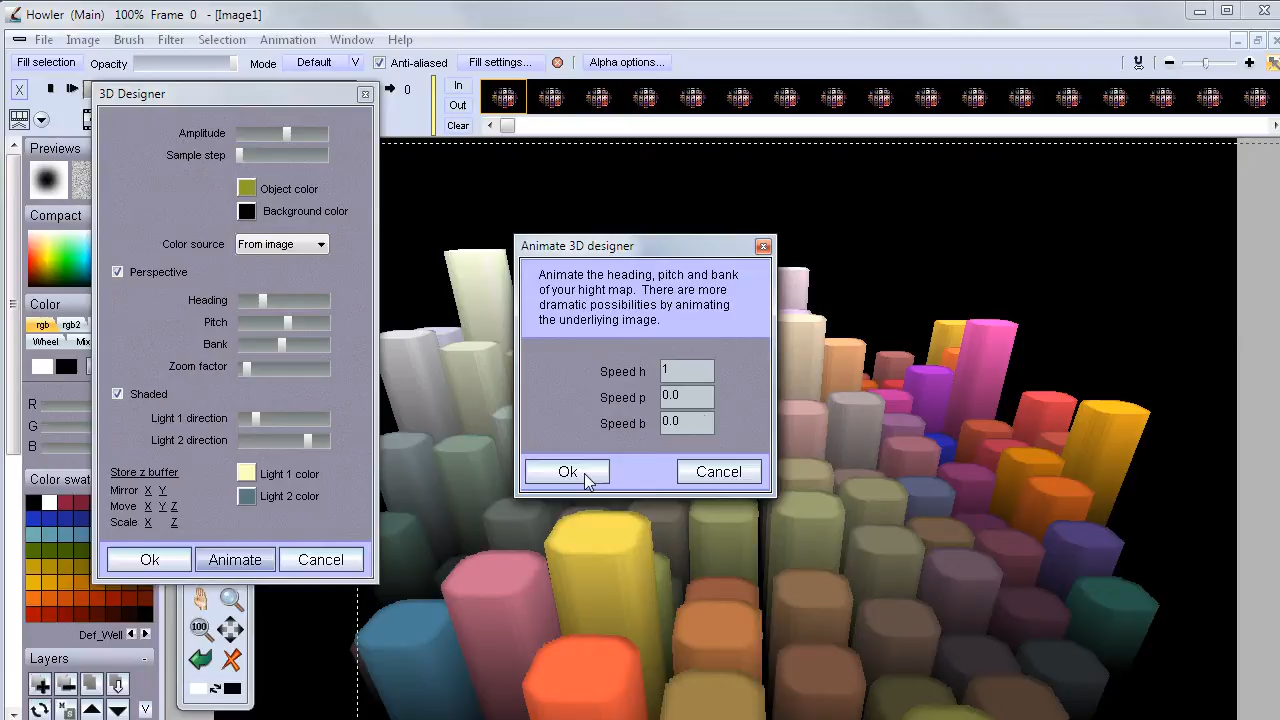 Howler (Main) 100% Frame 0 - [Image1]
File Image Brush Filter Selection Animation Window Help
Fill selection Opacity Mode Default V Anti-aliased Fill settings... Alpha options...
X 0 In
Out
Clear
3D Designer
Amplitude
Sample step
Object color
Background color
Color source From image
Perspective
Heading
Pitch
Bank
Zoom factor
Shaded
Light 1 direction
Light 2 direction
Store z buffer
Light 1 color
Mirror X Y
Light 2 color
Move X Y Z
Scale X Z
Ok Animate Cancel
Animate 3D designer
Animate the heading, pitch and bank
of your hight map. There are more
dramatic possibilities by animating
the underliying image.
Speed h 1
Speed p 0.0
Speed b 0.0
Ok Cancel
Previews
Compact
Color
rgb rgb2
Wheel Mix
R
G
B
Color swat
Def_Well
Layers -
100
V